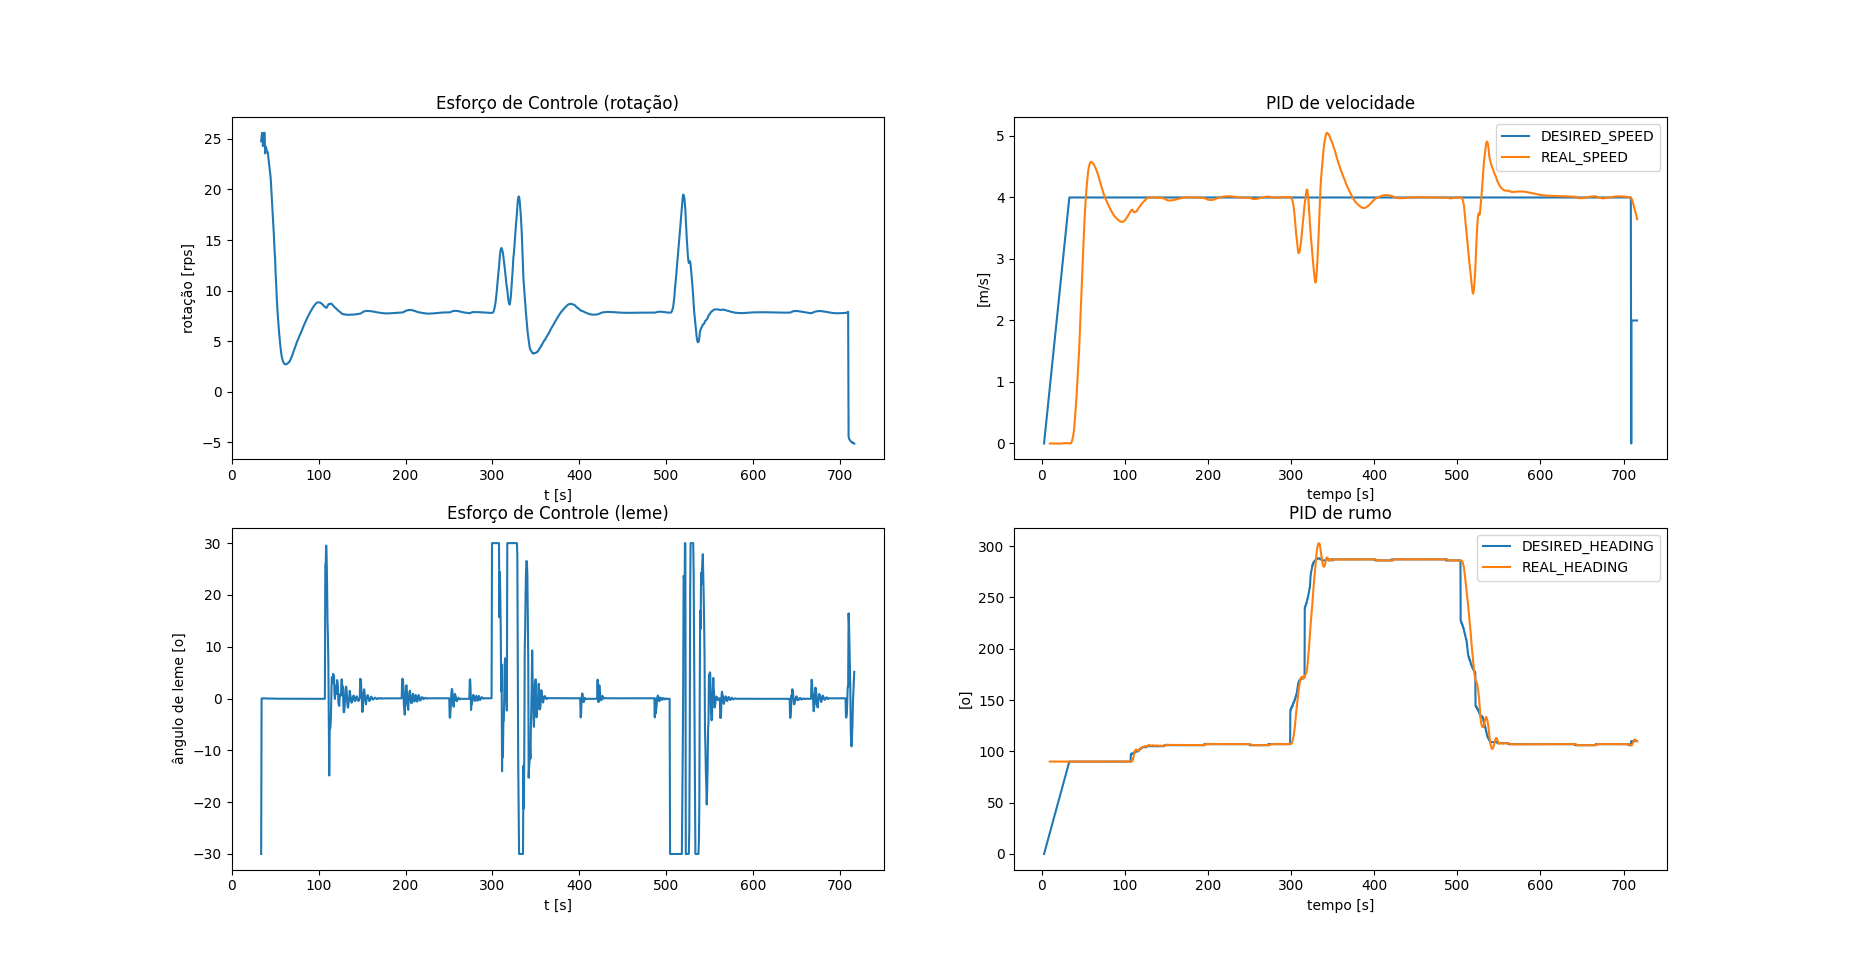 Esforço de Controle (rotação)
25
20
15
10
5
0
−5
rotação [rps]
0 100 200 300 400 500 600 700
t [s]
PID de velocidade
DESIRED_SPEED
REAL_SPEED
5
4
3
2
1
0
[m/s]
0 100 200 300 400 500 600 700
tempo [s]
Esforço de Controle (leme)
30
20
10
0
−10
−20
−30
ângulo de leme [o]
0 100 200 300 400 500 600 700
t [s]
PID de rumo
DESIRED_HEADING
REAL_HEADING
300
250
200
150
100
50
0
[o]
0 100 200 300 400 500 600 700
tempo [s]